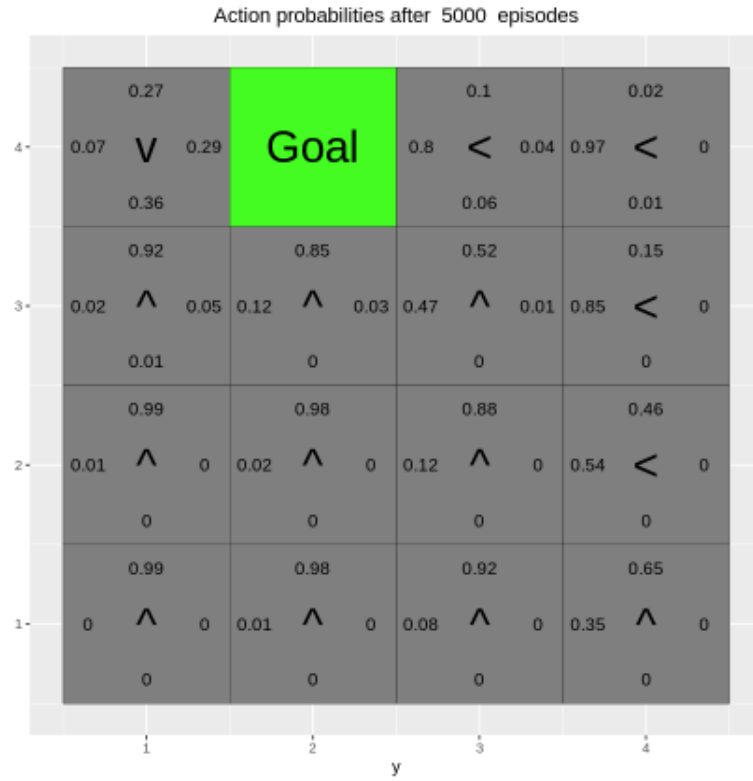 Action probabilities after 5000 episodes
0.27 0.1 0.02
4 0.07 v 0.29 Goal 0.8 < 0.04 0.97 < 0
0.36 0.06 0.01
0.92 0.85 0.52 0.15
3 0.02 ^ 0.05 0.12 ^ 0.03 0.47 ^ 0.01 0.85 < 0
0.01 0 0 0
0.99 0.98 0.88 0.46
2 0.01 ^ 0 0.02 ^ 0 0.12 ^ 0 0.54 < 0
0 0 0 0
0.99 0.98 0.92 0.65
1 0 ^ 0 0.01 ^ 0 0.08 ^ 0 0.35 ^ 0
0 0 0 0
1 2 3 4
y